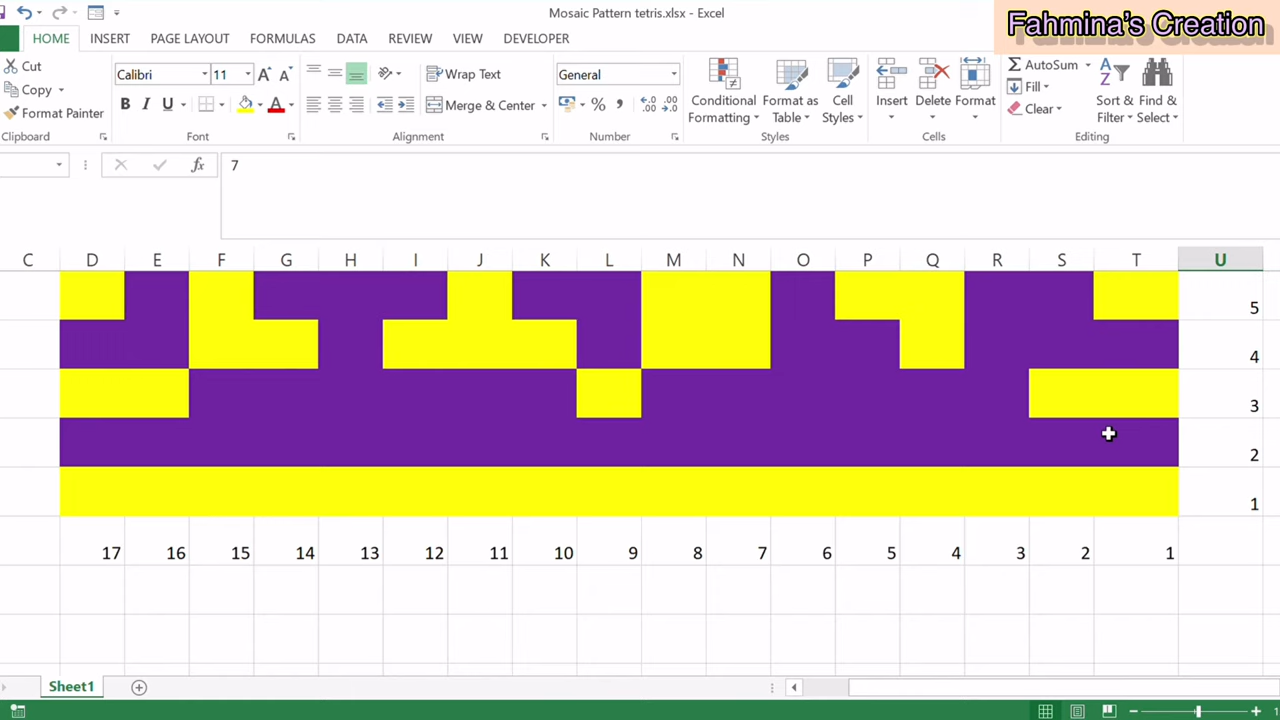 Mosaic Pattern tetris.xlsx - Excel
Fahmina's Creation
HOME INSERT PAGE LAYOUT FORMULAS DATA REVIEW VIEW DEVELOPER
Cut
Copy
Format Painter
Clipboard
Calibri 11
B I U
Font
Wrap Text
Merge & Center
Alignment
General
Number
Conditional Formatting
Format as Table
Cell Styles
Styles
Insert
Delete
Format
Cells
AutoSum
Fill
Clear
Sort & Filter
Find & Select
Editing
fx 7
C D E F G H I J K L M N O P Q R S T U
5
4
3
2
1
17 16 15 14 13 12 11 10 9 8 7 6 5 4 3 2 1
Sheet1